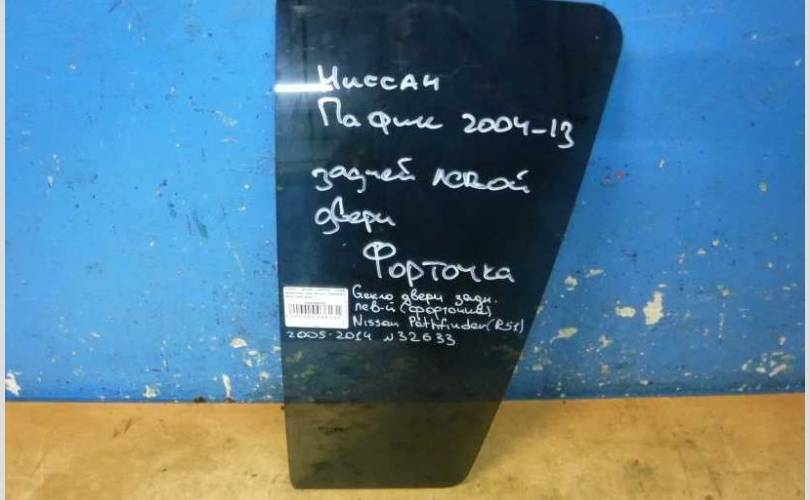 Ниссан
Пафик 2004-13
задней левой
двери
Форточка
Стекло двери задн.
лев-й (форточка)
Nissan Pathfinder(R51)
2005-2014 N32633